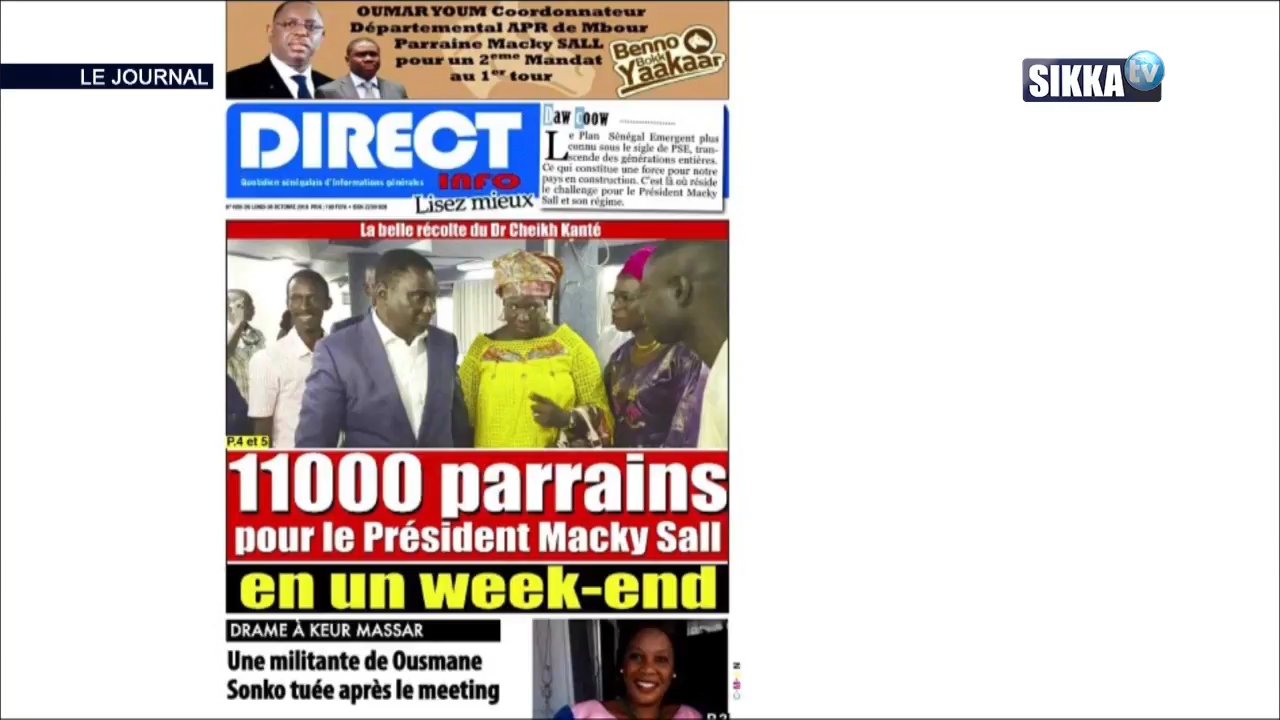 OUMAR YOUM Coordonnateur
Départemental APR de Mbour
Parraine Macky SALL
pour un 2eme Mandat
au 1er tour
Benno
Bokk
Yaakaar
LE JOURNAL
SIKKA tv
DIRECT
INFO
Quotidien sénégalais d'Informations générales
Lisez mieux
Daw Coow
Le Plan Sénégal Emergent plus
connu sous le sigle de PSE, tran-
scende des générations entières.
Ce qui constitue une force pour notre
pays en construction. C'est là où réside
le challenge pour le Président Macky
Sall et son régime.
La belle récolte du Dr Cheikh Kanté
P.4 et 5
11000 parrains
pour le Président Macky Sall
en un week-end
DRAME À KEUR MASSAR
Une militante de Ousmane
Sonko tuée après le meeting